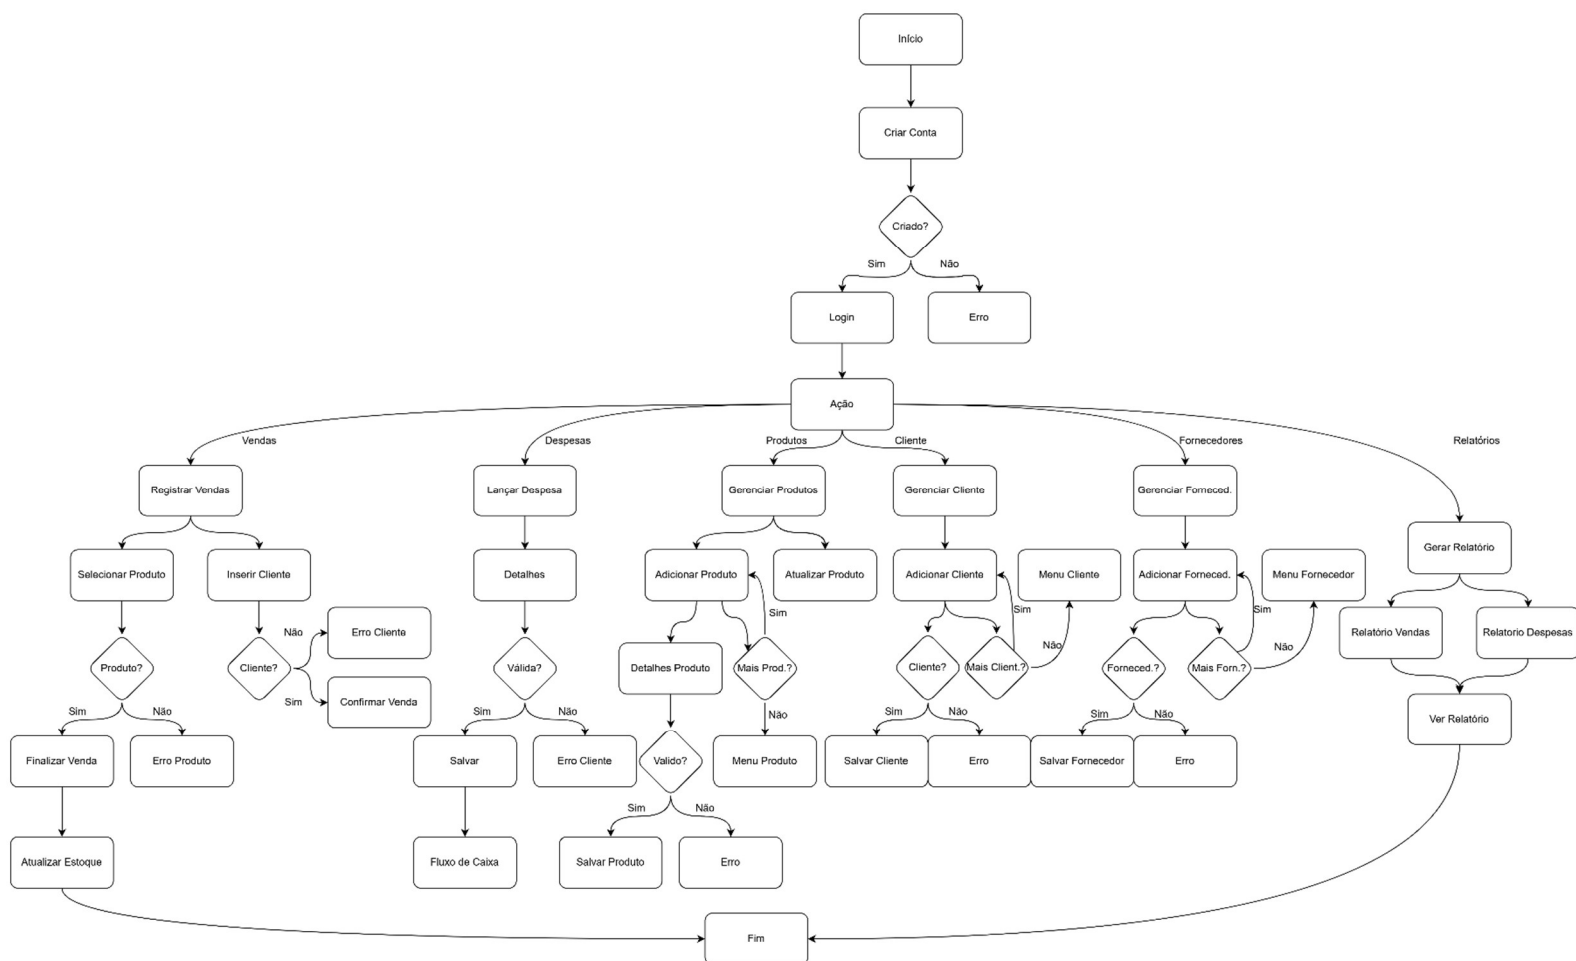 Início
Criar Conta
Criado?
Sim
Não
Login
Erro
Ação
Vendas
Despesas
Produtos
Cliente
Fornecedores
Relatórios
Registrar Vendas
Lançar Despesa
Gerenciar Produtos
Gerenciar Cliente
Gerenciar Forneced.
Gerar Relatório
Selecionar Produto
Inserir Cliente
Detalhes
Adicionar Produto
Atualizar Produto
Adicionar Cliente
Menu Cliente
Adicionar Forneced.
Menu Fornecedor
Sim
Sim
Sim
Não
Erro Cliente
Relatório Vendas
Relatorio Despesas
Não
Não
Produto?
Cliente?
Válida?
Detalhes Produto
Mais Prod.?
Cliente?
Mais Client.?
Forneced.?
Mais Forn.?
Sim
Confirmar Venda
Sim
Não
Sim
Não
Não
Sim
Não
Sim
Não
Ver Relatório
Finalizar Venda
Erro Produto
Salvar
Erro Cliente
Valido?
Menu Produto
Salvar Cliente
Erro
Salvar Fornecedor
Erro
Sim
Não
Atualizar Estoque
Fluxo de Caixa
Salvar Produto
Erro
Fim